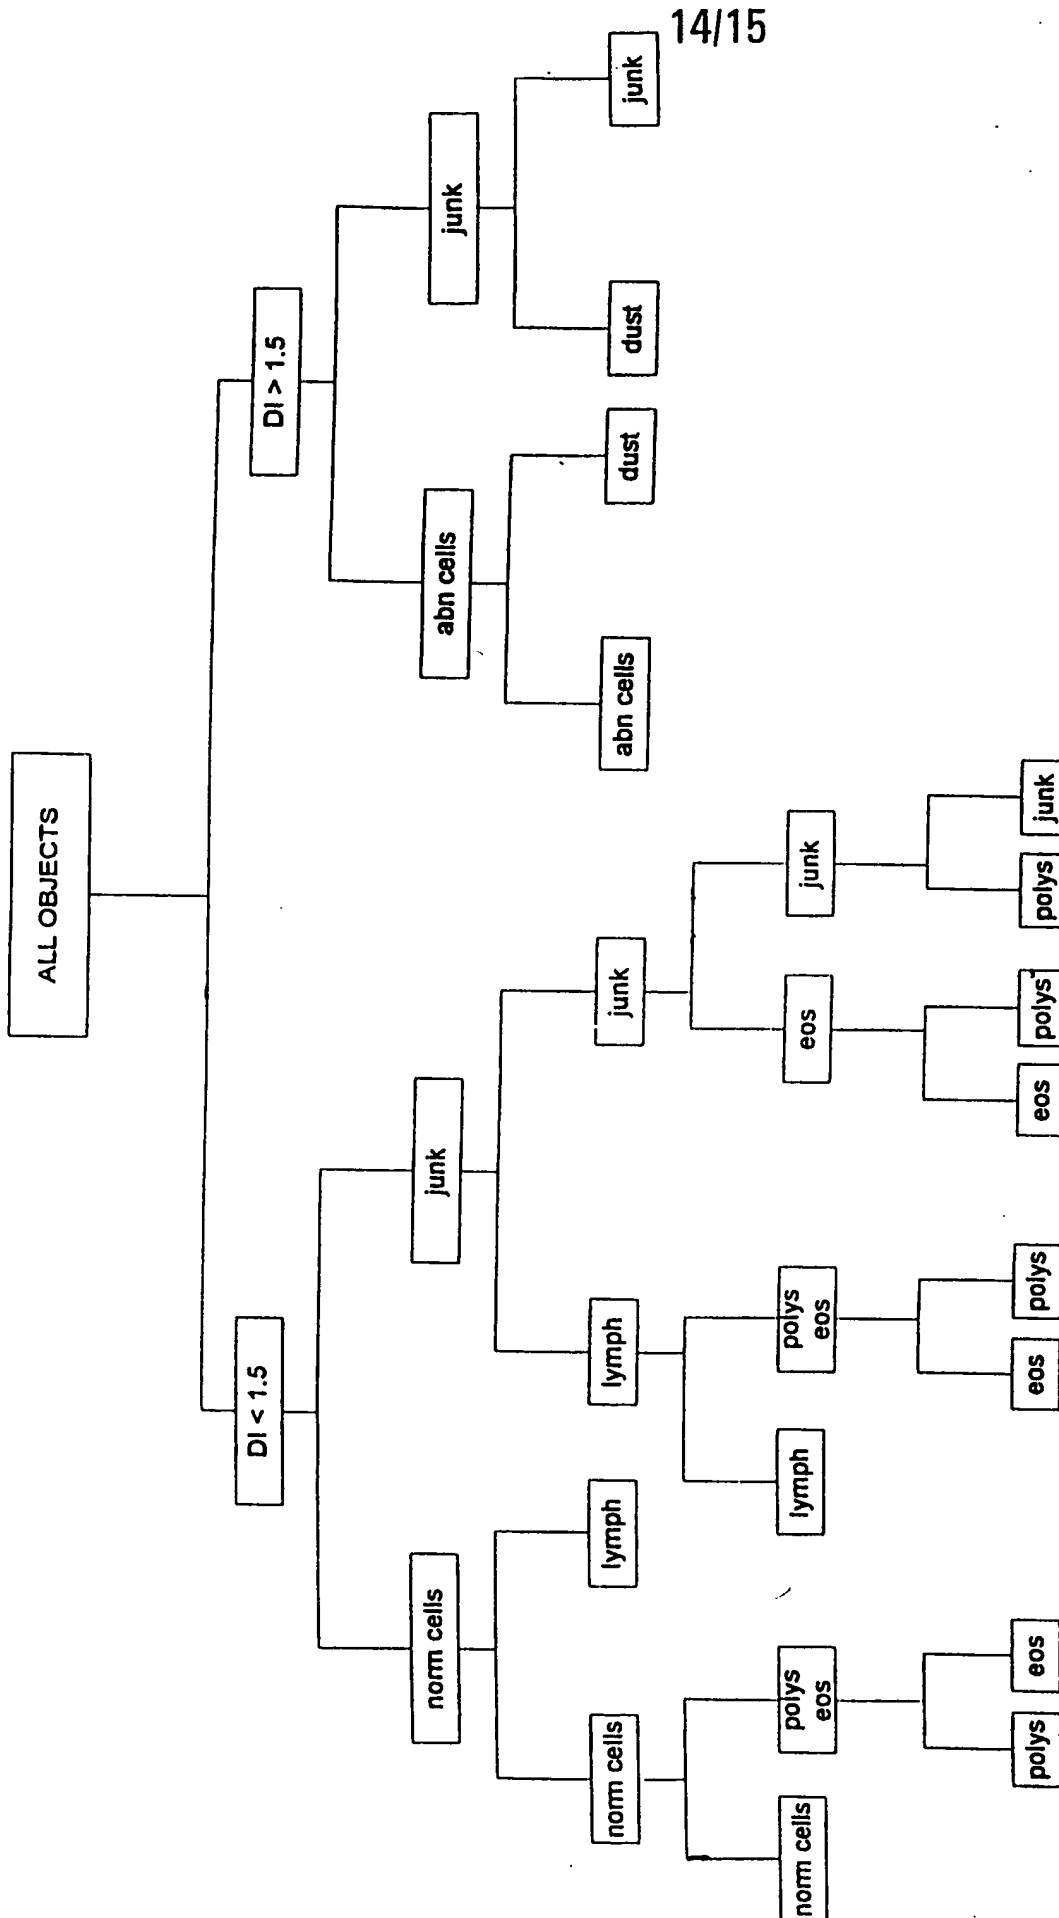 14/15
ALL OBJECTS
DI < 1.5
DI > 1.5
norm cells
junk
abn cells
junk
norm cells
lymph
lymph
junk
abn cells
dust
dust
junk
norm cells
polys
eos
lymph
polys
eos
eos
junk
polys
eos
eos
polys
eos
polys
polys
junk